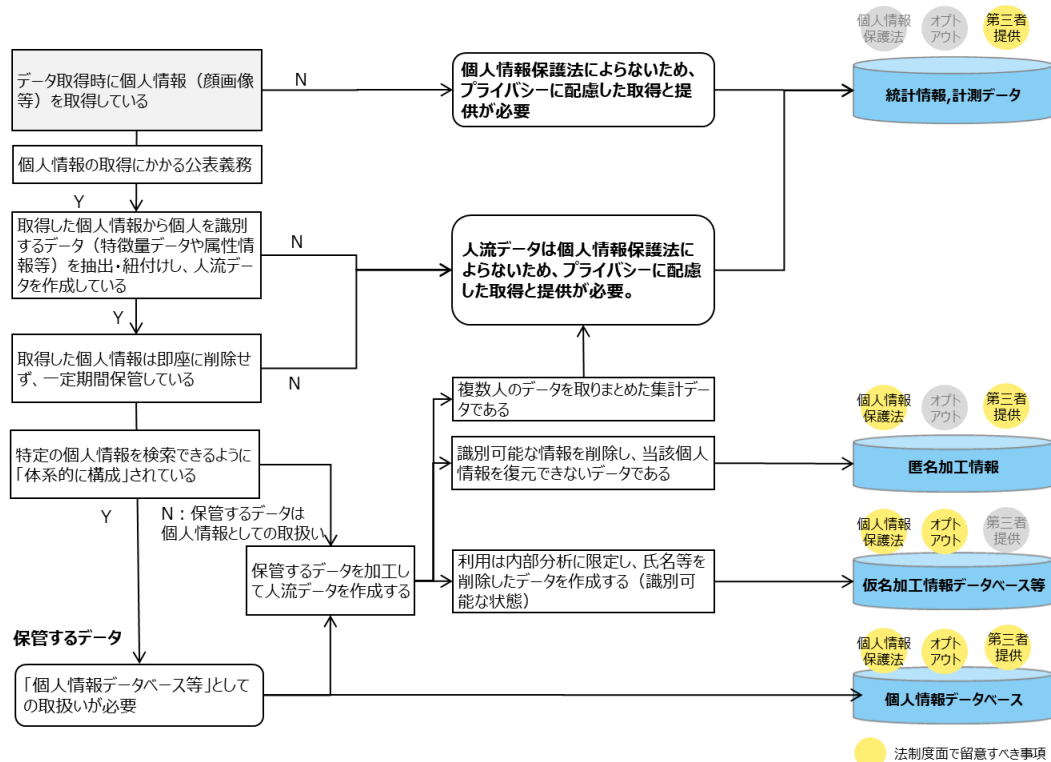 個人情報
保護法
オプト
アウト
第三者
提供
統計情報,計測データ
データ取得時に個人情報（顔画像
等）を取得している
N
個人情報保護法によらないため、
プライバシーに配慮した取得と提
供が必要
個人情報の取得にかかる公表義務
Y
取得した個人情報から個人を識別
するデータ（特徴量データや属性情
報等）を抽出・紐付けし、人流デー
タを作成している
N
人流データは個人情報保護法に
よらないため、プライバシーに配慮
した取得と提供が必要。
Y
取得した個人情報は即座に削除せ
ず、一定期間保管している
N
複数人のデータを取りまとめた集計デー
タである
個人情報
保護法
オプト
アウト
第三者
提供
匿名加工情報
特定の個人情報を検索できるように
「体系的に構成」されている
識別可能な情報を削除し、当該個人
情報を復元できないデータである
Y
N：保管するデータは
個人情報としての取扱い
保管するデータを加工し
て人流データを作成する
利用は内部分析に限定し、氏名等を
削除したデータを作成する（識別可
能な状態）
個人情報
保護法
オプト
アウト
第三者
提供
仮名加工情報データベース等
保管するデータ
「個人情報データベース等」として
の取扱いが必要
個人情報
保護法
オプト
アウト
第三者
提供
個人情報データベース
法制度面で留意すべき事項